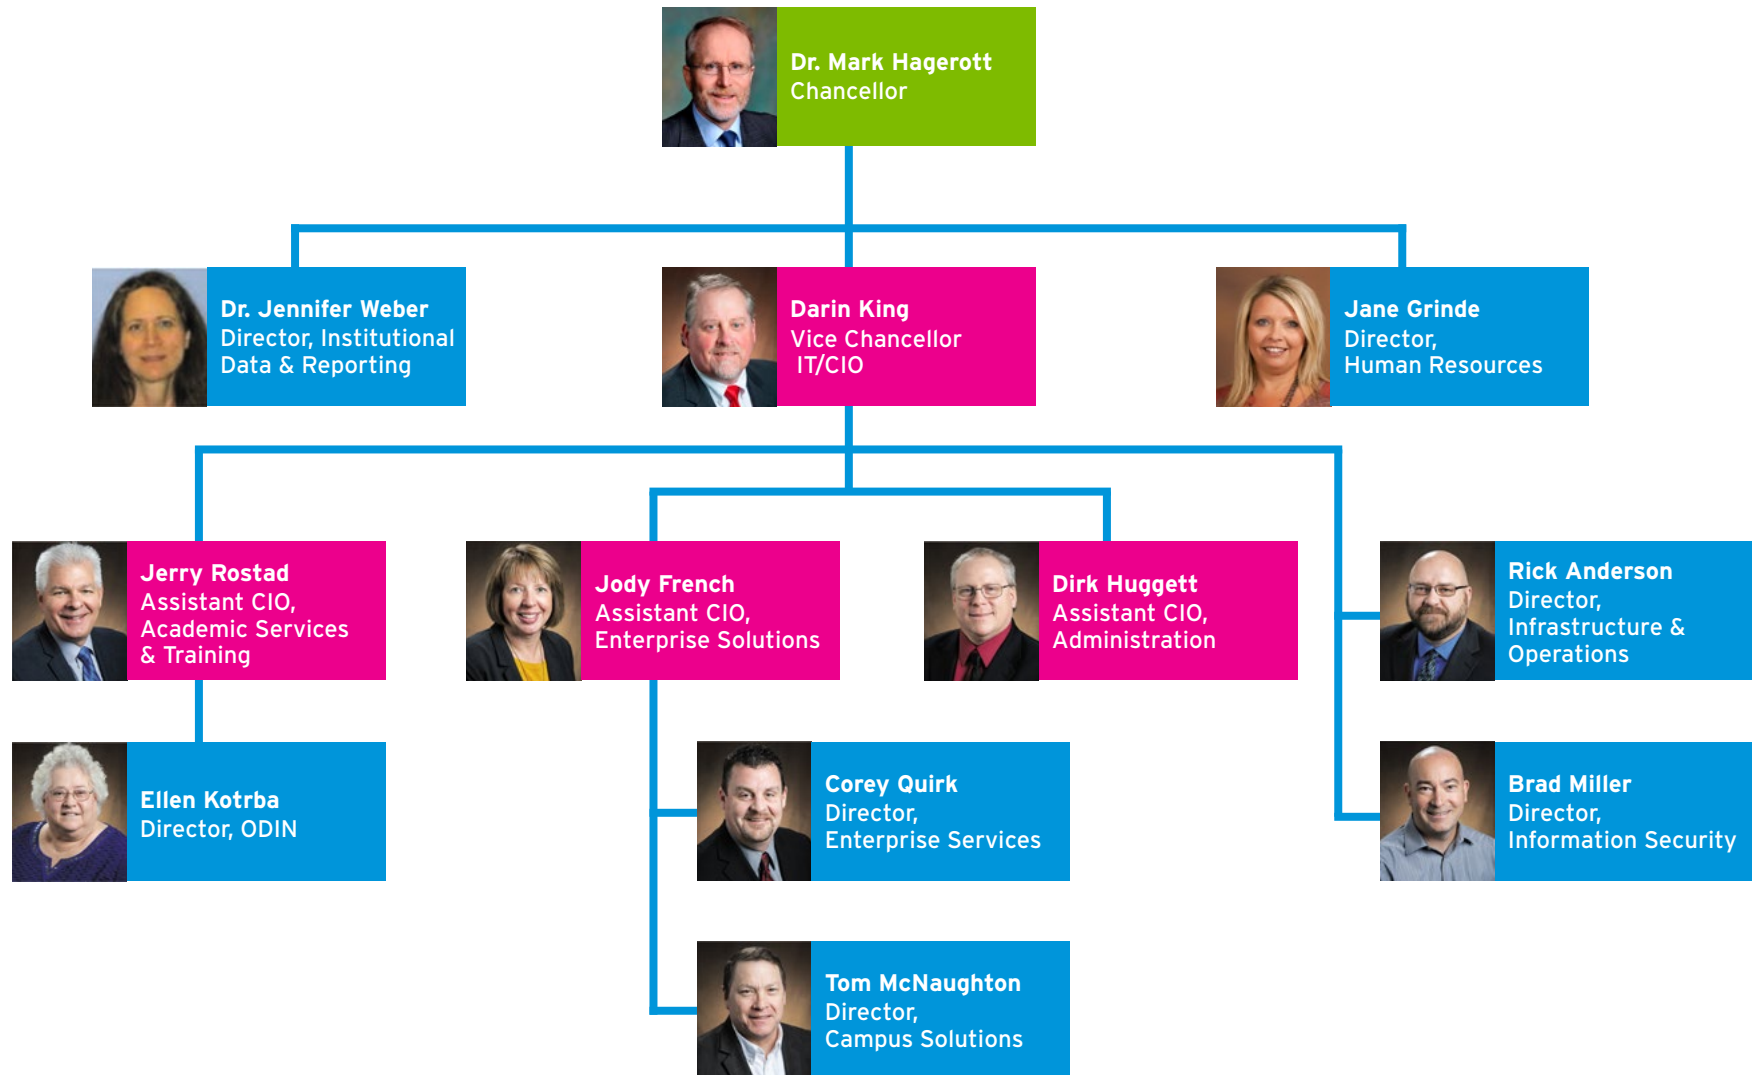 Dr. Mark Hagerott
Chancellor
Dr. Jennifer Weber
Director, Institutional
Data & Reporting
Darin King
Vice Chancellor
IT/CIO
Jane Grinde
Director,
Human Resources
Jerry Rostad
Assistant CIO,
Academic Services
& Training
Jody French
Assistant CIO,
Enterprise Solutions
Dirk Huggett
Assistant CIO,
Administration
Rick Anderson
Director,
Infrastructure &
Operations
Ellen Kotrba
Director, ODIN
Corey Quirk
Director,
Enterprise Services
Brad Miller
Director,
Information Security
Tom McNaughton
Director,
Campus Solutions